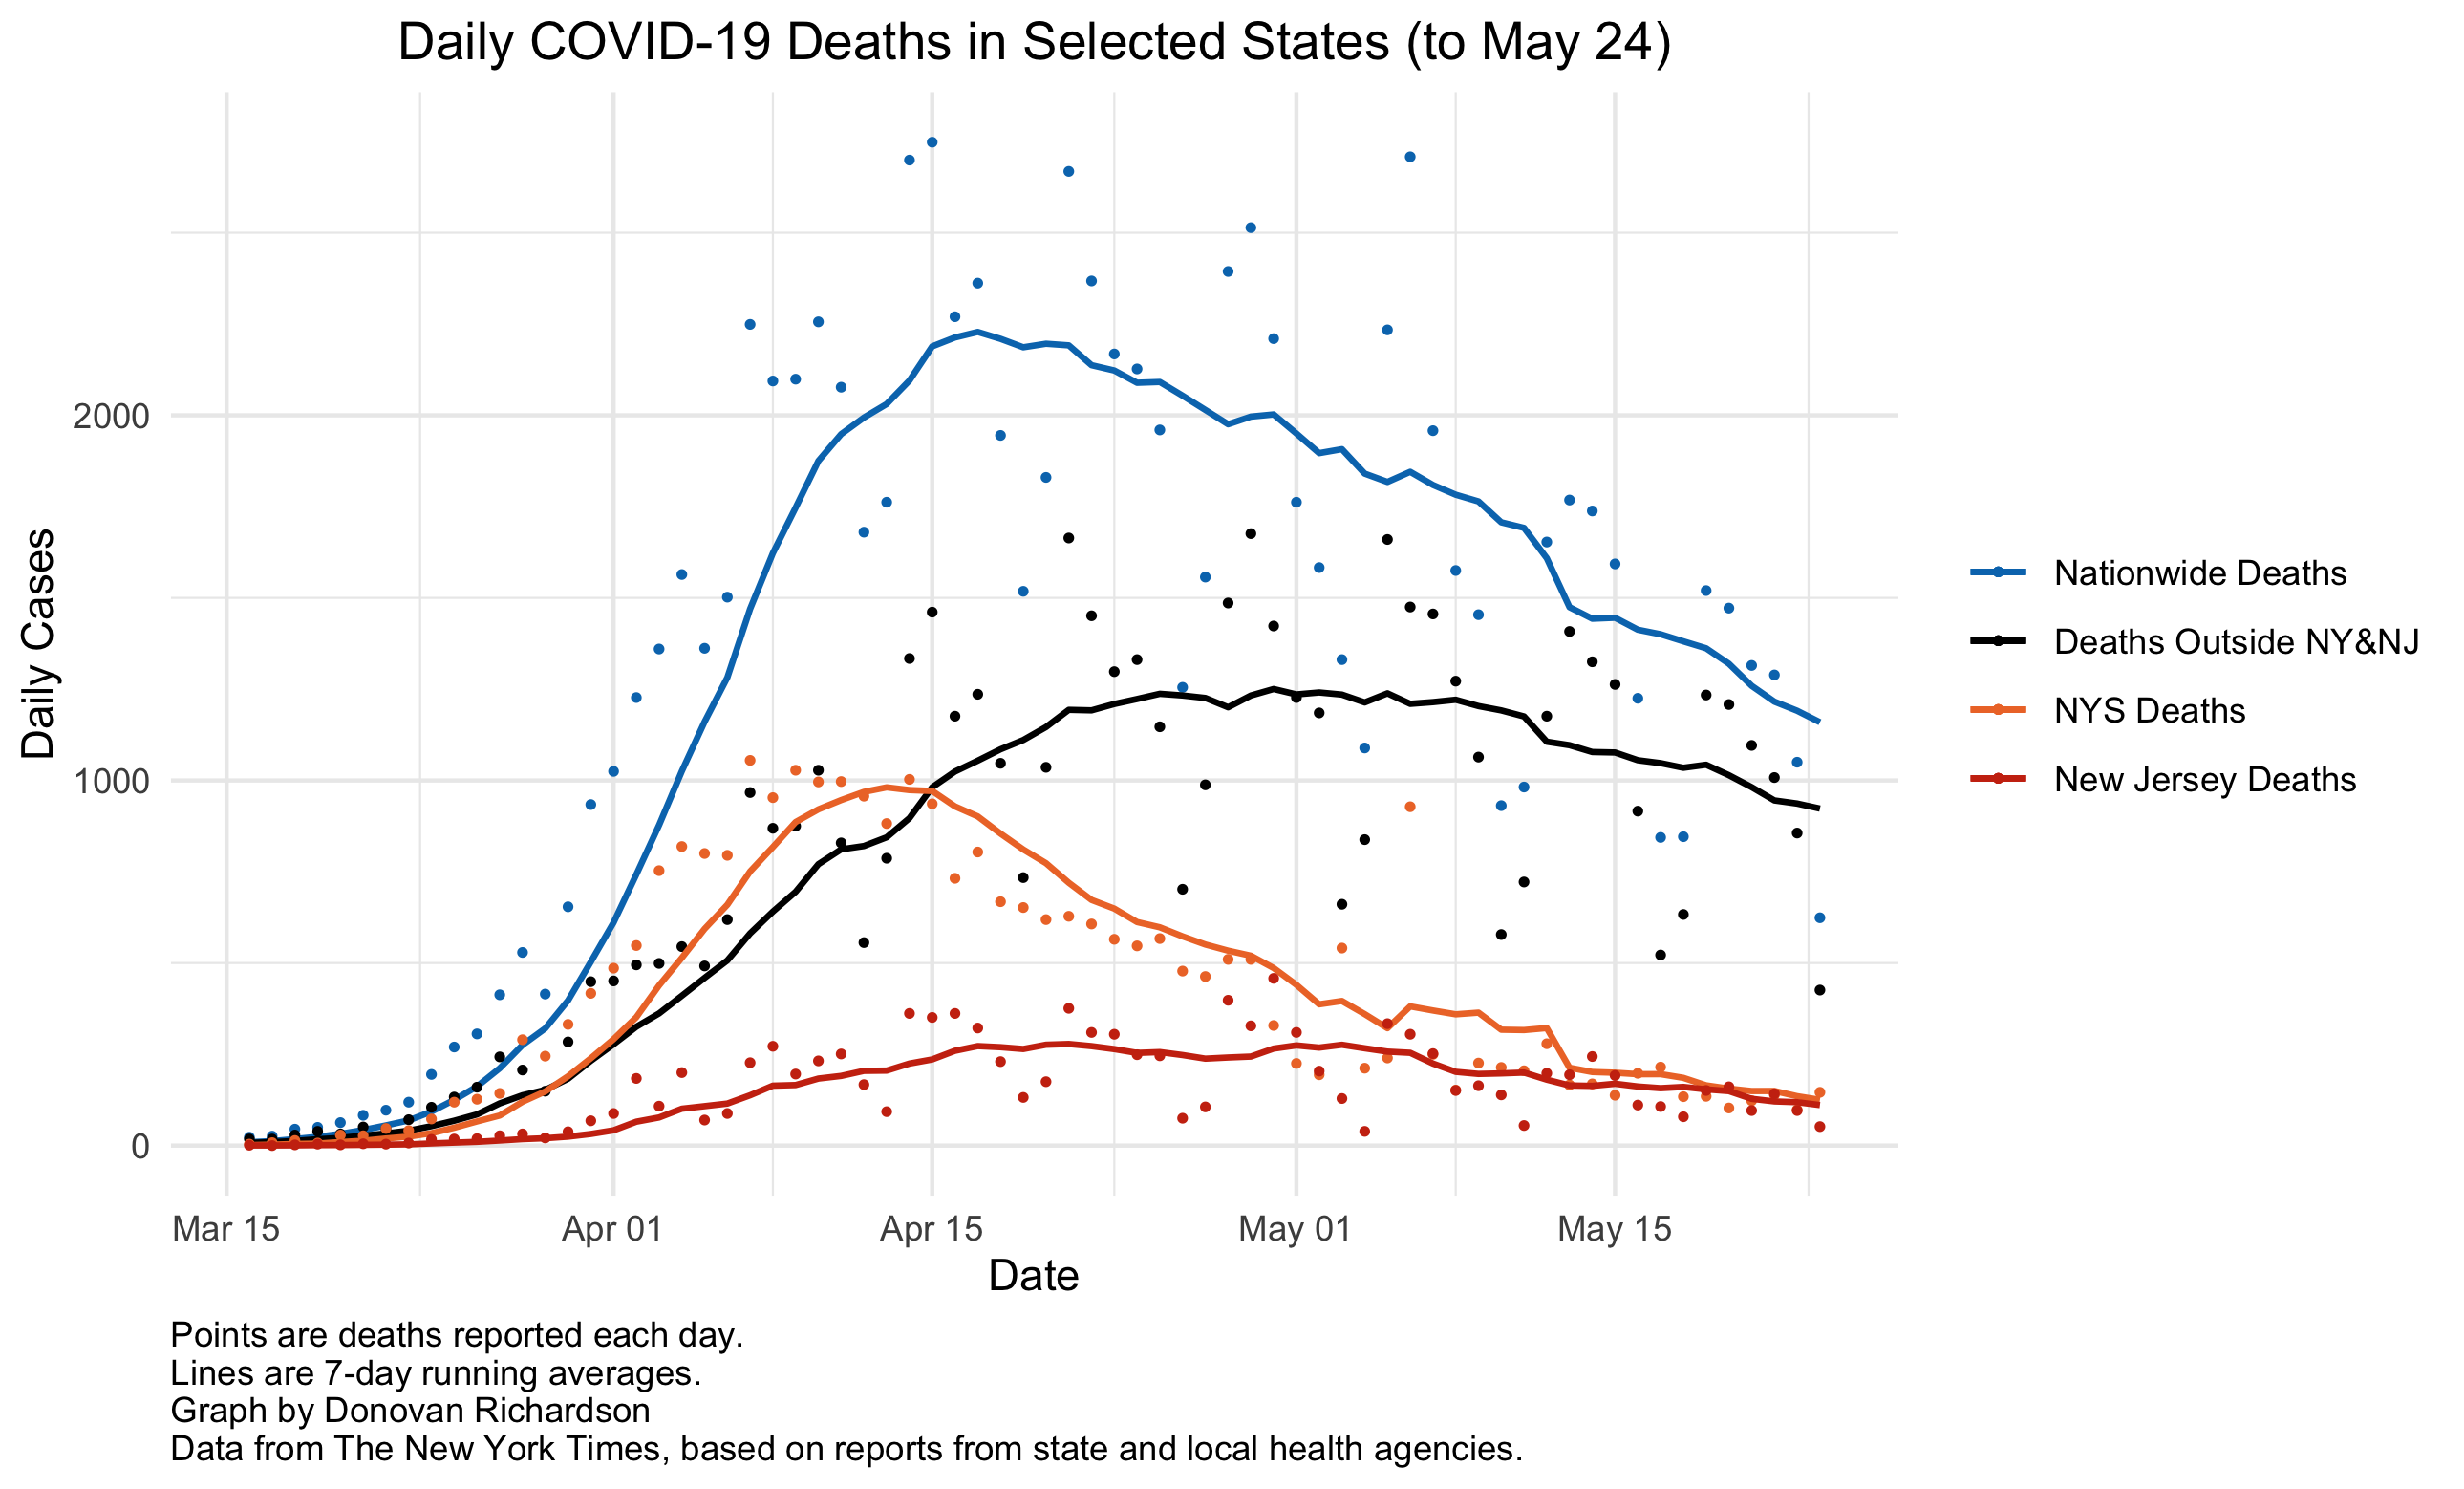 Daily COVID-19 Deaths in Selected States (to May 24)
Daily Cases
2000
1000
0
Mar 15
Apr 01
Apr 15
May 01
May 15
Date
Nationwide Deaths
Deaths Outside NY&NJ
NYS Deaths
New Jersey Deaths
Points are deaths reported each day.
Lines are 7-day running averages.
Graph by Donovan Richardson
Data from The New York Times, based on reports from state and local health agencies.